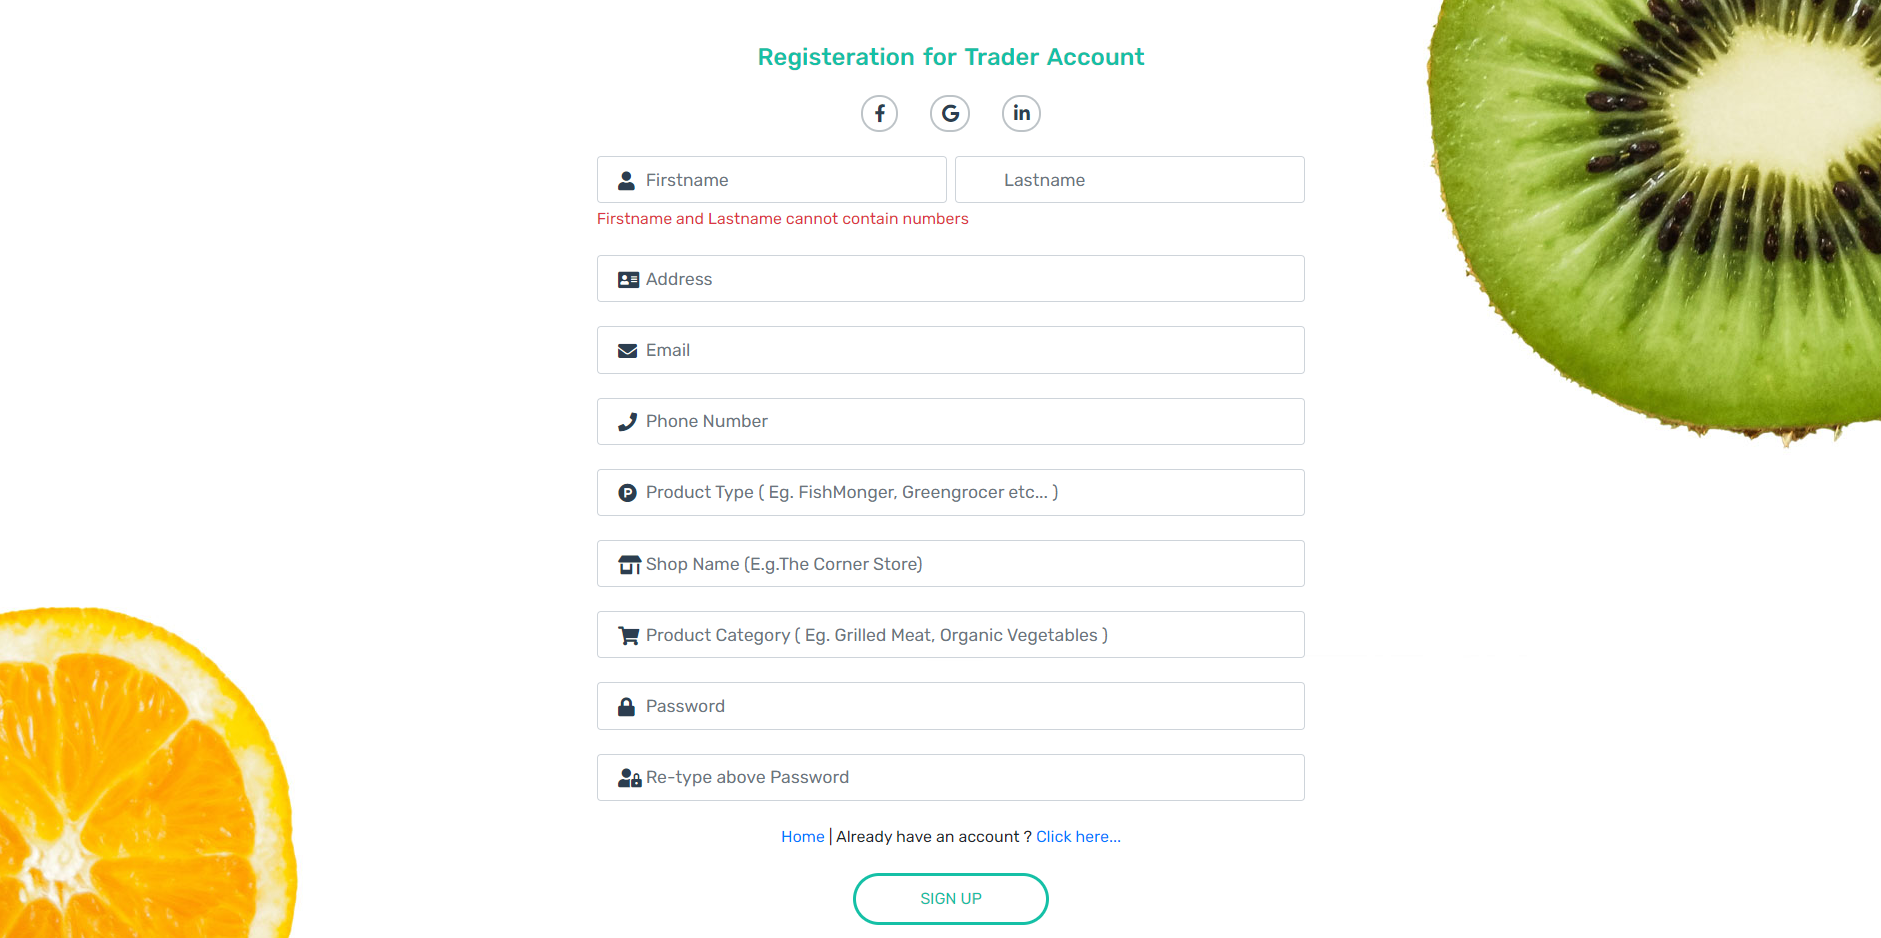 Registeration for Trader Account
Firstname Lastname
Firstname and Lastname cannot contain numbers
Address
Email
Phone Number
Product Type ( Eg. FishMonger, Greengrocer etc... )
Shop Name (E.g.The Corner Store)
Product Category ( Eg. Grilled Meat, Organic Vegetables )
Password
Re-type above Password
Home | Already have an account ? Click here...
SIGN UP